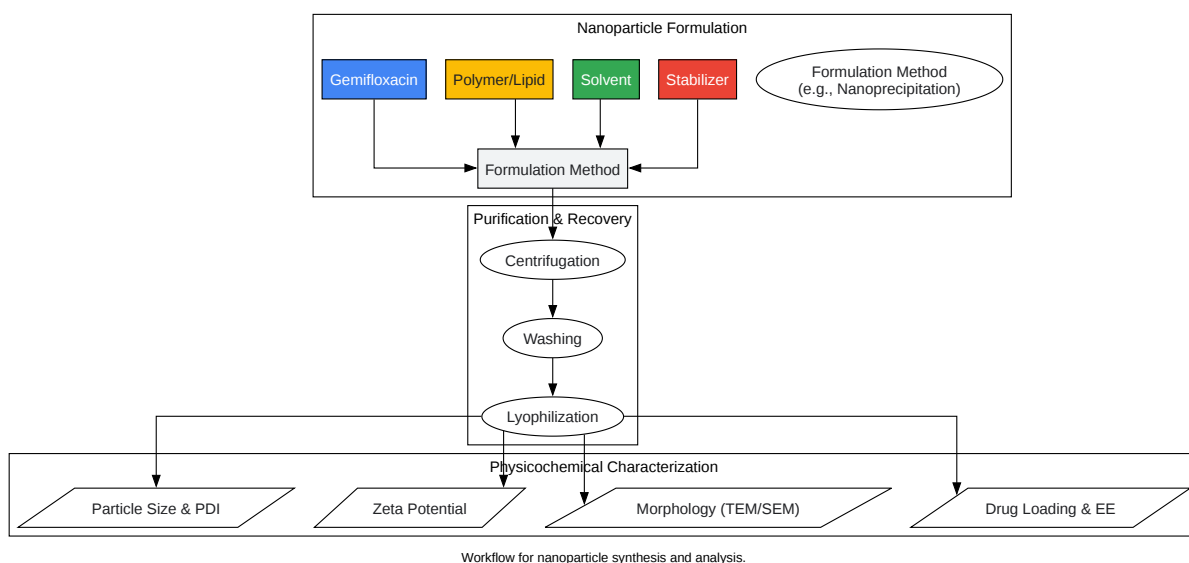 Nanoparticle Formulation
Gemifloxacin
Polymer/Lipid
Solvent
Stabilizer
Formulation Method
(e.g., Nanoprecipitation)
Formulation Method
Purification & Recovery
Centrifugation
Washing
Lyophilization
Physicochemical Characterization
Particle Size & PDI
Zeta Potential
Morphology (TEM/SEM)
Drug Loading & EE
Workflow for nanoparticle synthesis and analysis.